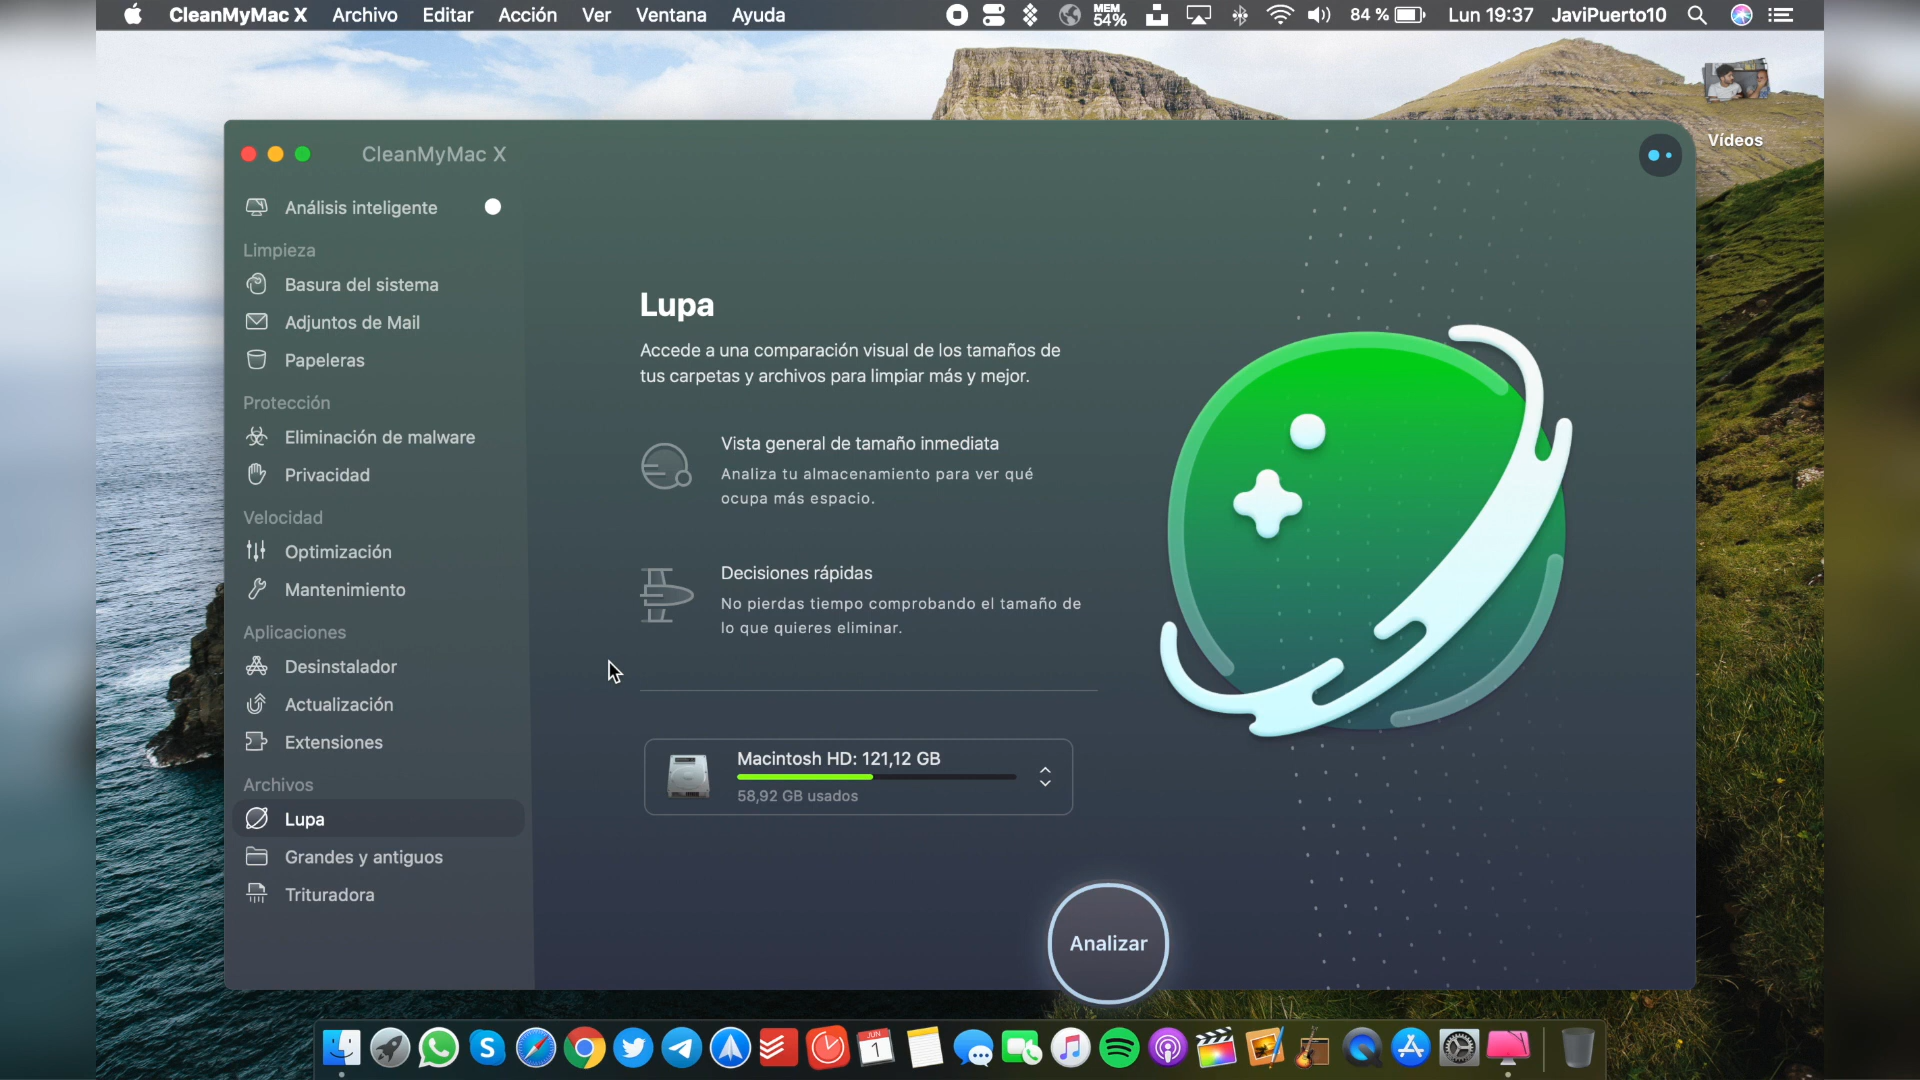 CleanMyMac X Archivo Editar Acción Ver Ventana Ayuda MEM 54% 84 % Lun 19:37 JaviPuerto10
Vídeos
CleanMyMac X
Análisis inteligente
Limpieza
Basura del sistema
Adjuntos de Mail
Papeleras
Protección
Eliminación de malware
Privacidad
Velocidad
Optimización
Mantenimiento
Aplicaciones
Desinstalador
Actualización
Extensiones
Archivos
Lupa
Grandes y antiguos
Trituradora
Lupa
Accede a una comparación visual de los tamaños de
tus carpetas y archivos para limpiar más y mejor.
Vista general de tamaño inmediata
Analiza tu almacenamiento para ver qué
ocupa más espacio.
Decisiones rápidas
No pierdas tiempo comprobando el tamaño de
lo que quieres eliminar.
Macintosh HD: 121,12 GB
58,92 GB usados
Analizar
JUN
1